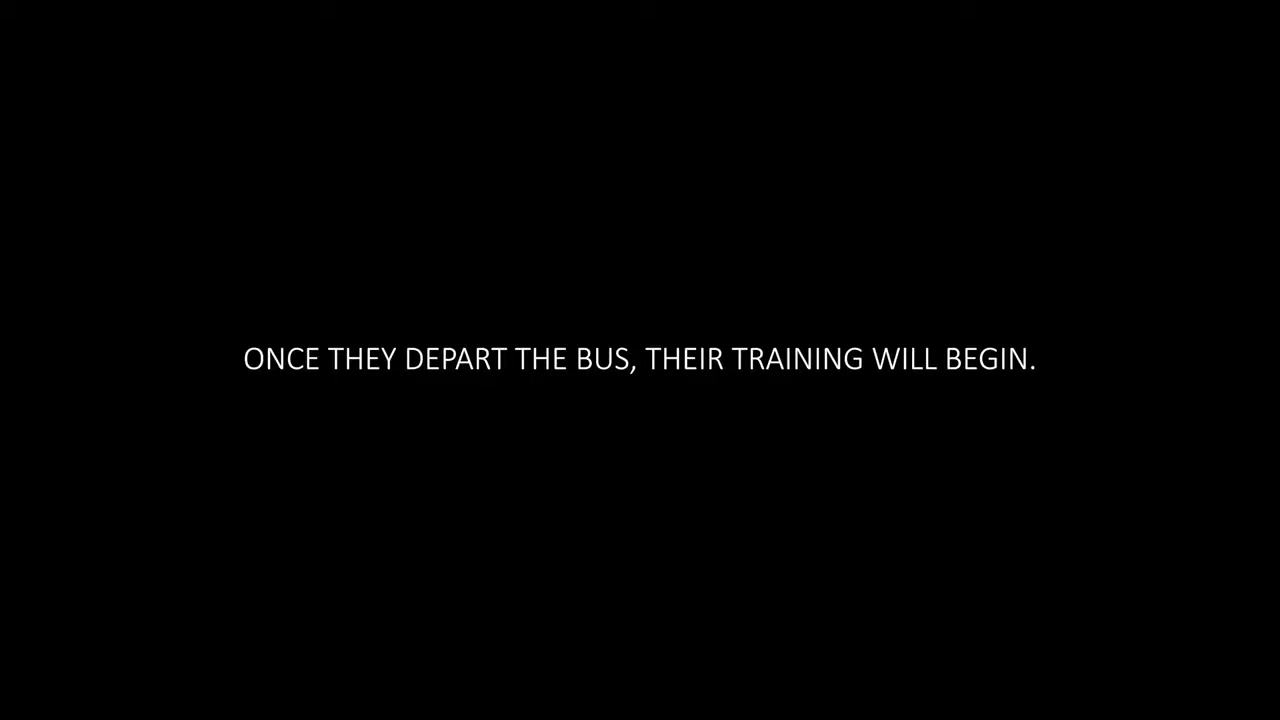 ONCE THEY DEPART THE BUS, THEIR TRAINING WILL BEGIN.